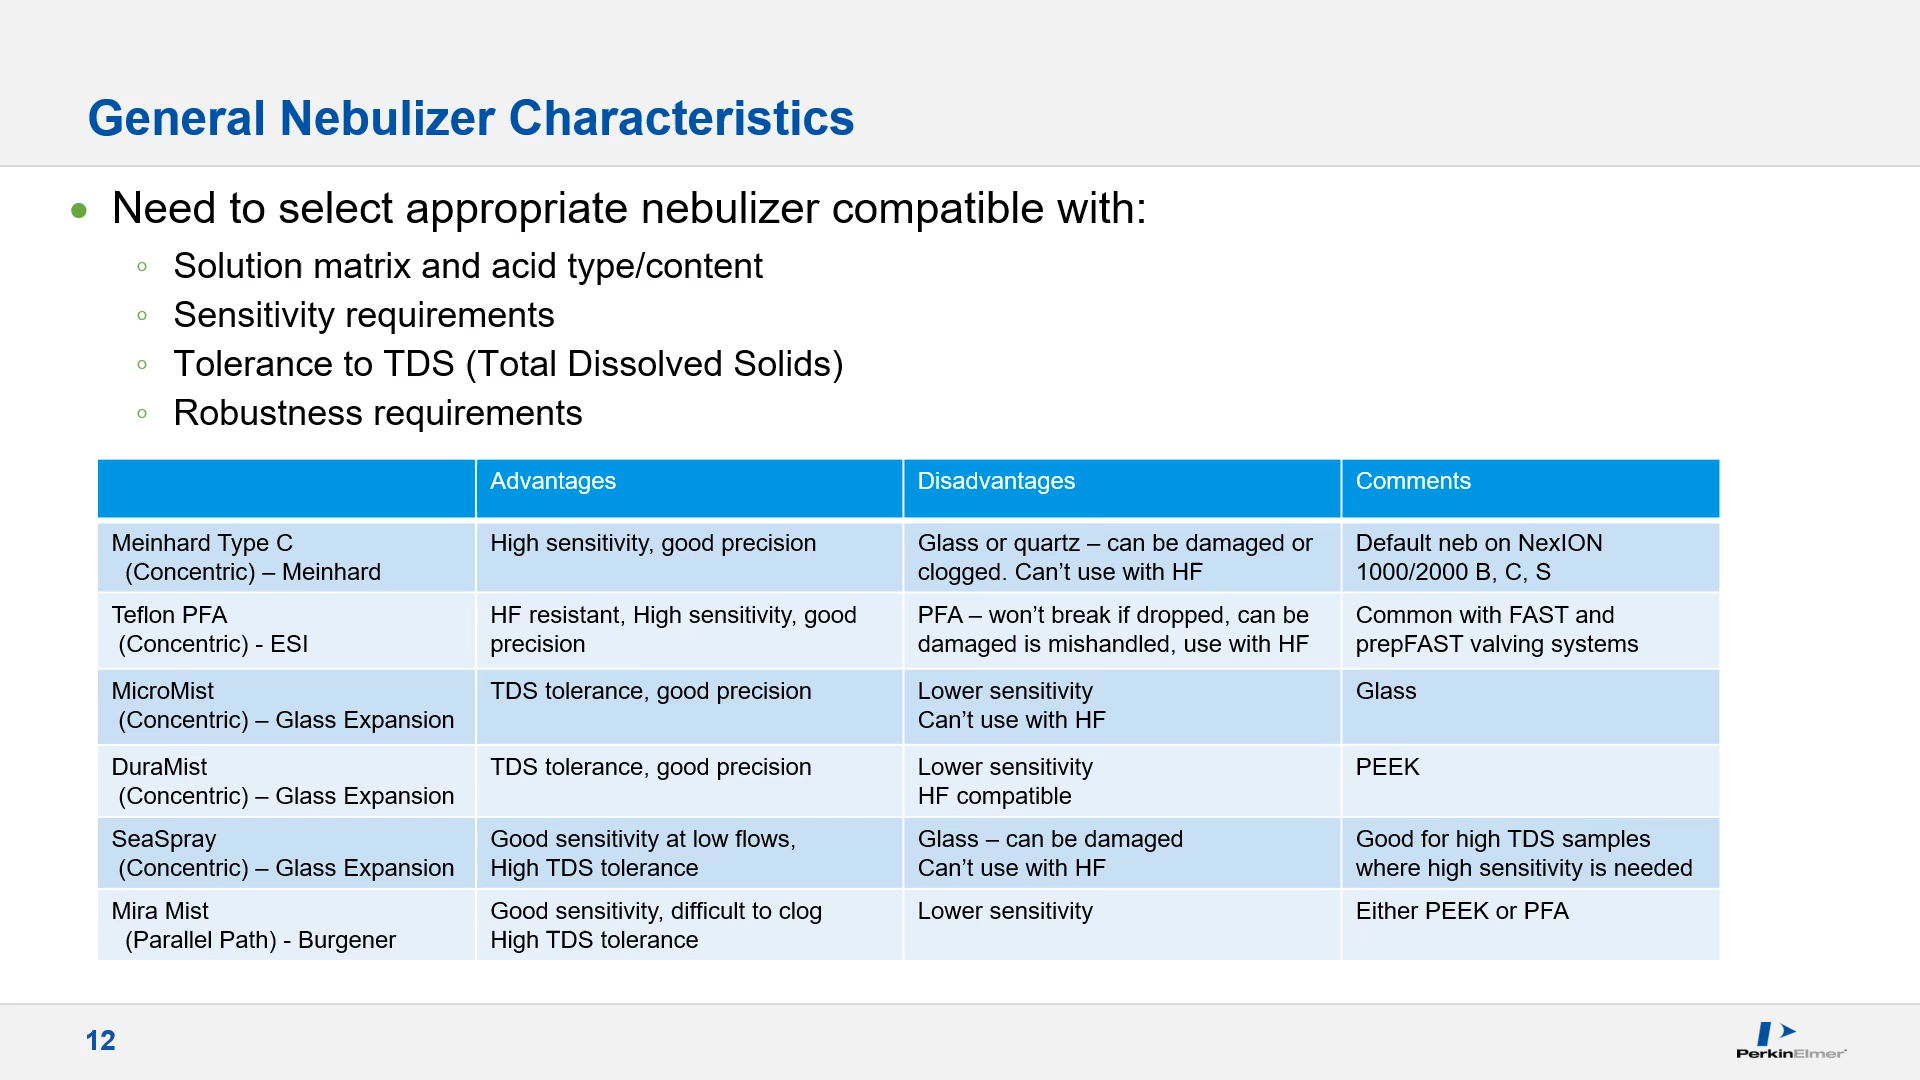 General Nebulizer Characteristics
• Need to select appropriate nebulizer compatible with:
◦ Solution matrix and acid type/content
◦ Sensitivity requirements
◦ Tolerance to TDS (Total Dissolved Solids)
◦ Robustness requirements
Advantages
Disadvantages
Comments
Meinhard Type C
(Concentric) – Meinhard
High sensitivity, good precision
Glass or quartz – can be damaged or
clogged. Can’t use with HF
Default neb on NexION
1000/2000 B, C, S
Teflon PFA
(Concentric) - ESI
HF resistant, High sensitivity, good
precision
PFA – won’t break if dropped, can be
damaged is mishandled, use with HF
Common with FAST and
prepFAST valving systems
MicroMist
(Concentric) – Glass Expansion
TDS tolerance, good precision
Lower sensitivity
Can’t use with HF
Glass
DuraMist
(Concentric) – Glass Expansion
TDS tolerance, good precision
Lower sensitivity
HF compatible
PEEK
SeaSpray
(Concentric) – Glass Expansion
Good sensitivity at low flows,
High TDS tolerance
Glass – can be damaged
Can’t use with HF
Good for high TDS samples
where high sensitivity is needed
Mira Mist
(Parallel Path) - Burgener
Good sensitivity, difficult to clog
High TDS tolerance
Lower sensitivity
Either PEEK or PFA
12
PerkinElmer